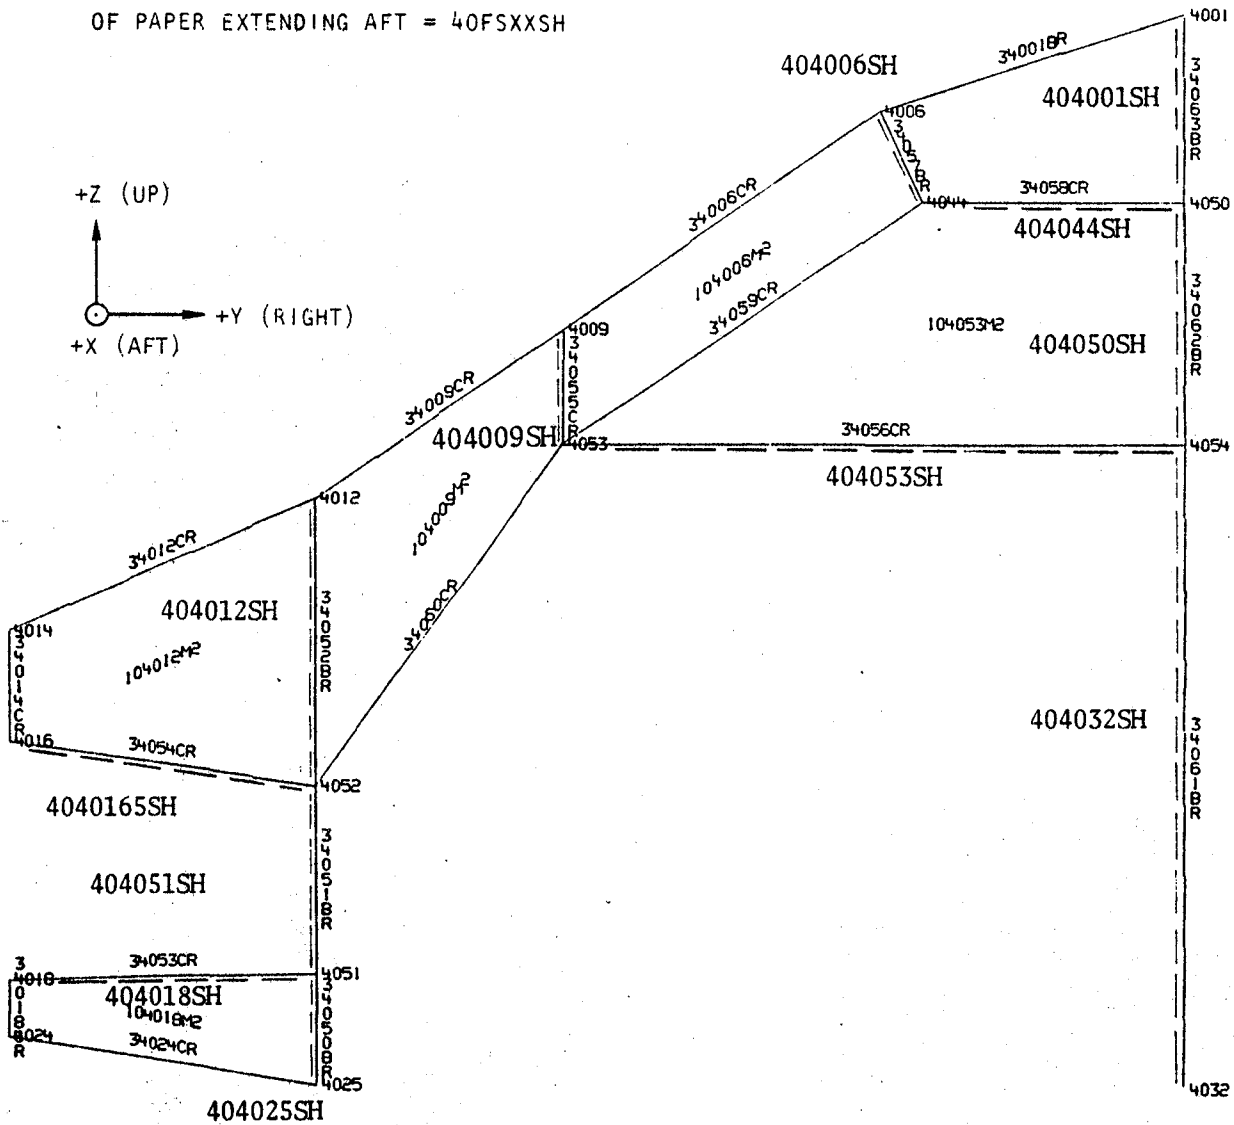 OF PAPER EXTENDING AFT = 40FSXXSH
4001
34001BR
404006SH
34063BR
404001SH
4006
34057BR
+Z (UP)
34058CR
4044
4050
34006CR
404044SH
104006M2
34062BR
34059CR
+Y (RIGHT)
104053M2
4009
+X (AFT)
404050SH
34055CR
34009CR
34056CR
404009SH
4053
4054
404053SH
104009M2
4012
34012CR
34060CR
404012SH
34052BR
4014
104012M2
34014CR
404032SH
34061BR
4016
34054CR
4052
4040165SH
34051BR
404051SH
34053CR
4018
4051
34018R
404018SH
104018M2
34050BR
4024
34024CR
4025
4032
404025SH